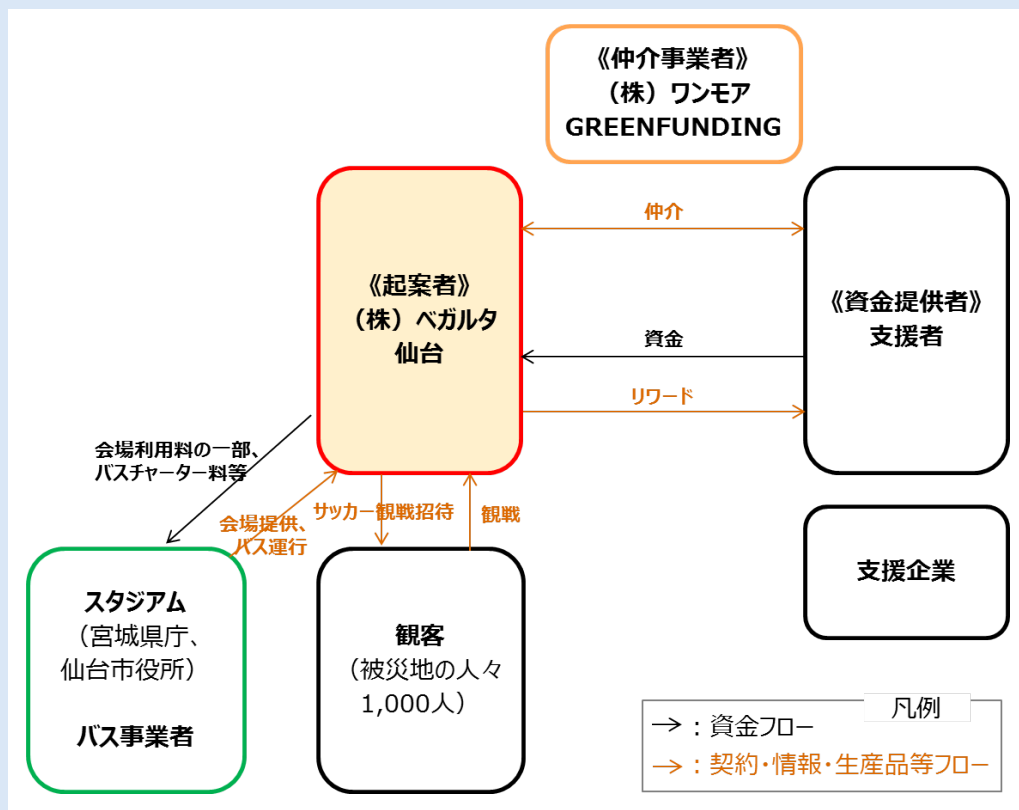 《仲介事業者》
（株）ワンモア
GREENFUNDING
仲介
《起案者》
（株）ベガルタ
仙台
《資金提供者》
支援者
資金
リワード
会場利用料の一部、
バスチャーター料等
会場提供、
バス運行
サッカー観戦招待
観戦
スタジアム
（宮城県庁、
仙台市役所）
バス事業者
観客
（被災地の人々
1,000人）
支援企業
凡例
→：資金フロー
→：契約・情報・生産品等フロー